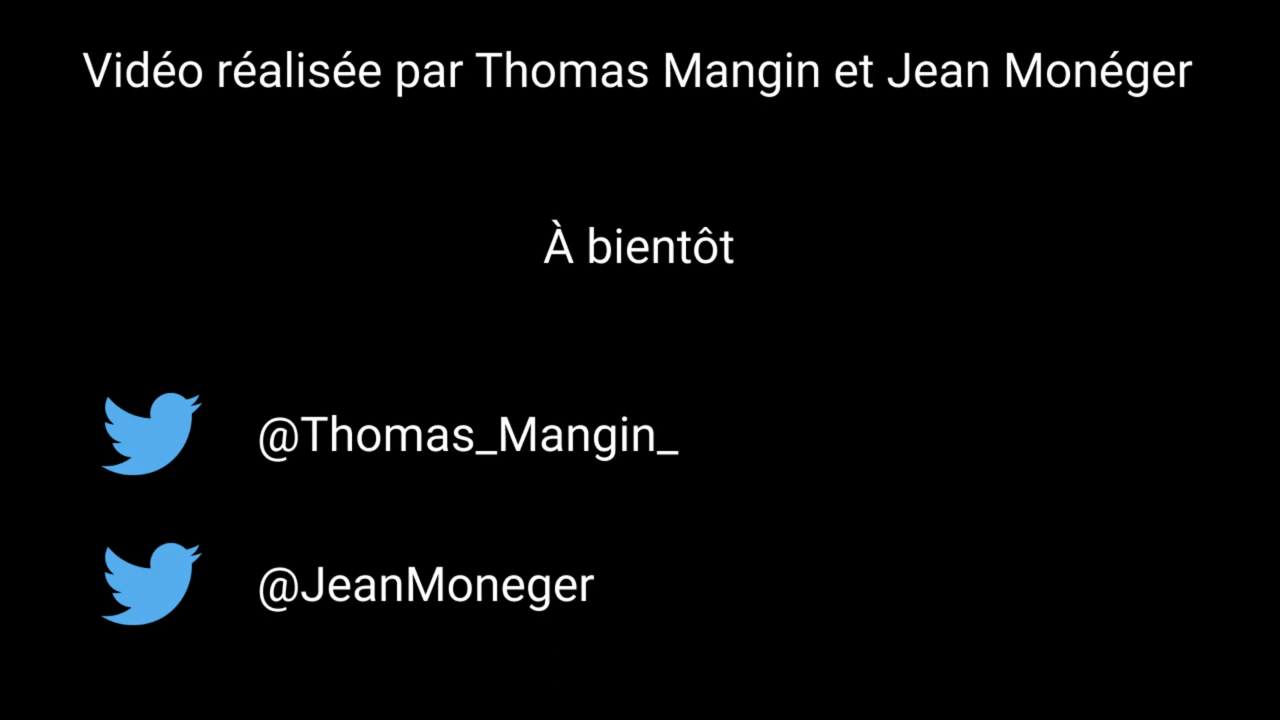 Vidéo réalisée par Thomas Mangin et Jean Monéger
À bientôt
@Thomas_Mangin_
@JeanMoneger